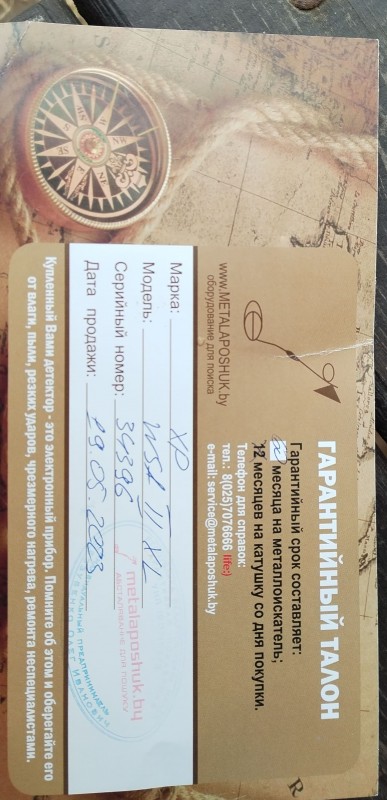 ГАРАНТИЙНЫЙ ТАЛОН
Гарантийный срок составляет:
60 месяца на металлоискатель;
12 месяцев на катушку со дня покупки.
Телефон для справок:
тел.: 8(025)7076666 life:)
e-mail: service@metalaposhuk.by
www.METALAPOSHUK.by
оборудование для поиска
Марка: XP
Модель: WSA II XL
Серийный номер: 34396
Дата продажи: 29.05.2023
metalaposhuk.by
Купленный Вами детектор - это электронный прибор. Помните об этом и оберегайте его
от влаги, пыли, резких ударов, чрезмерного нагрева, ремонта неспециалистами.